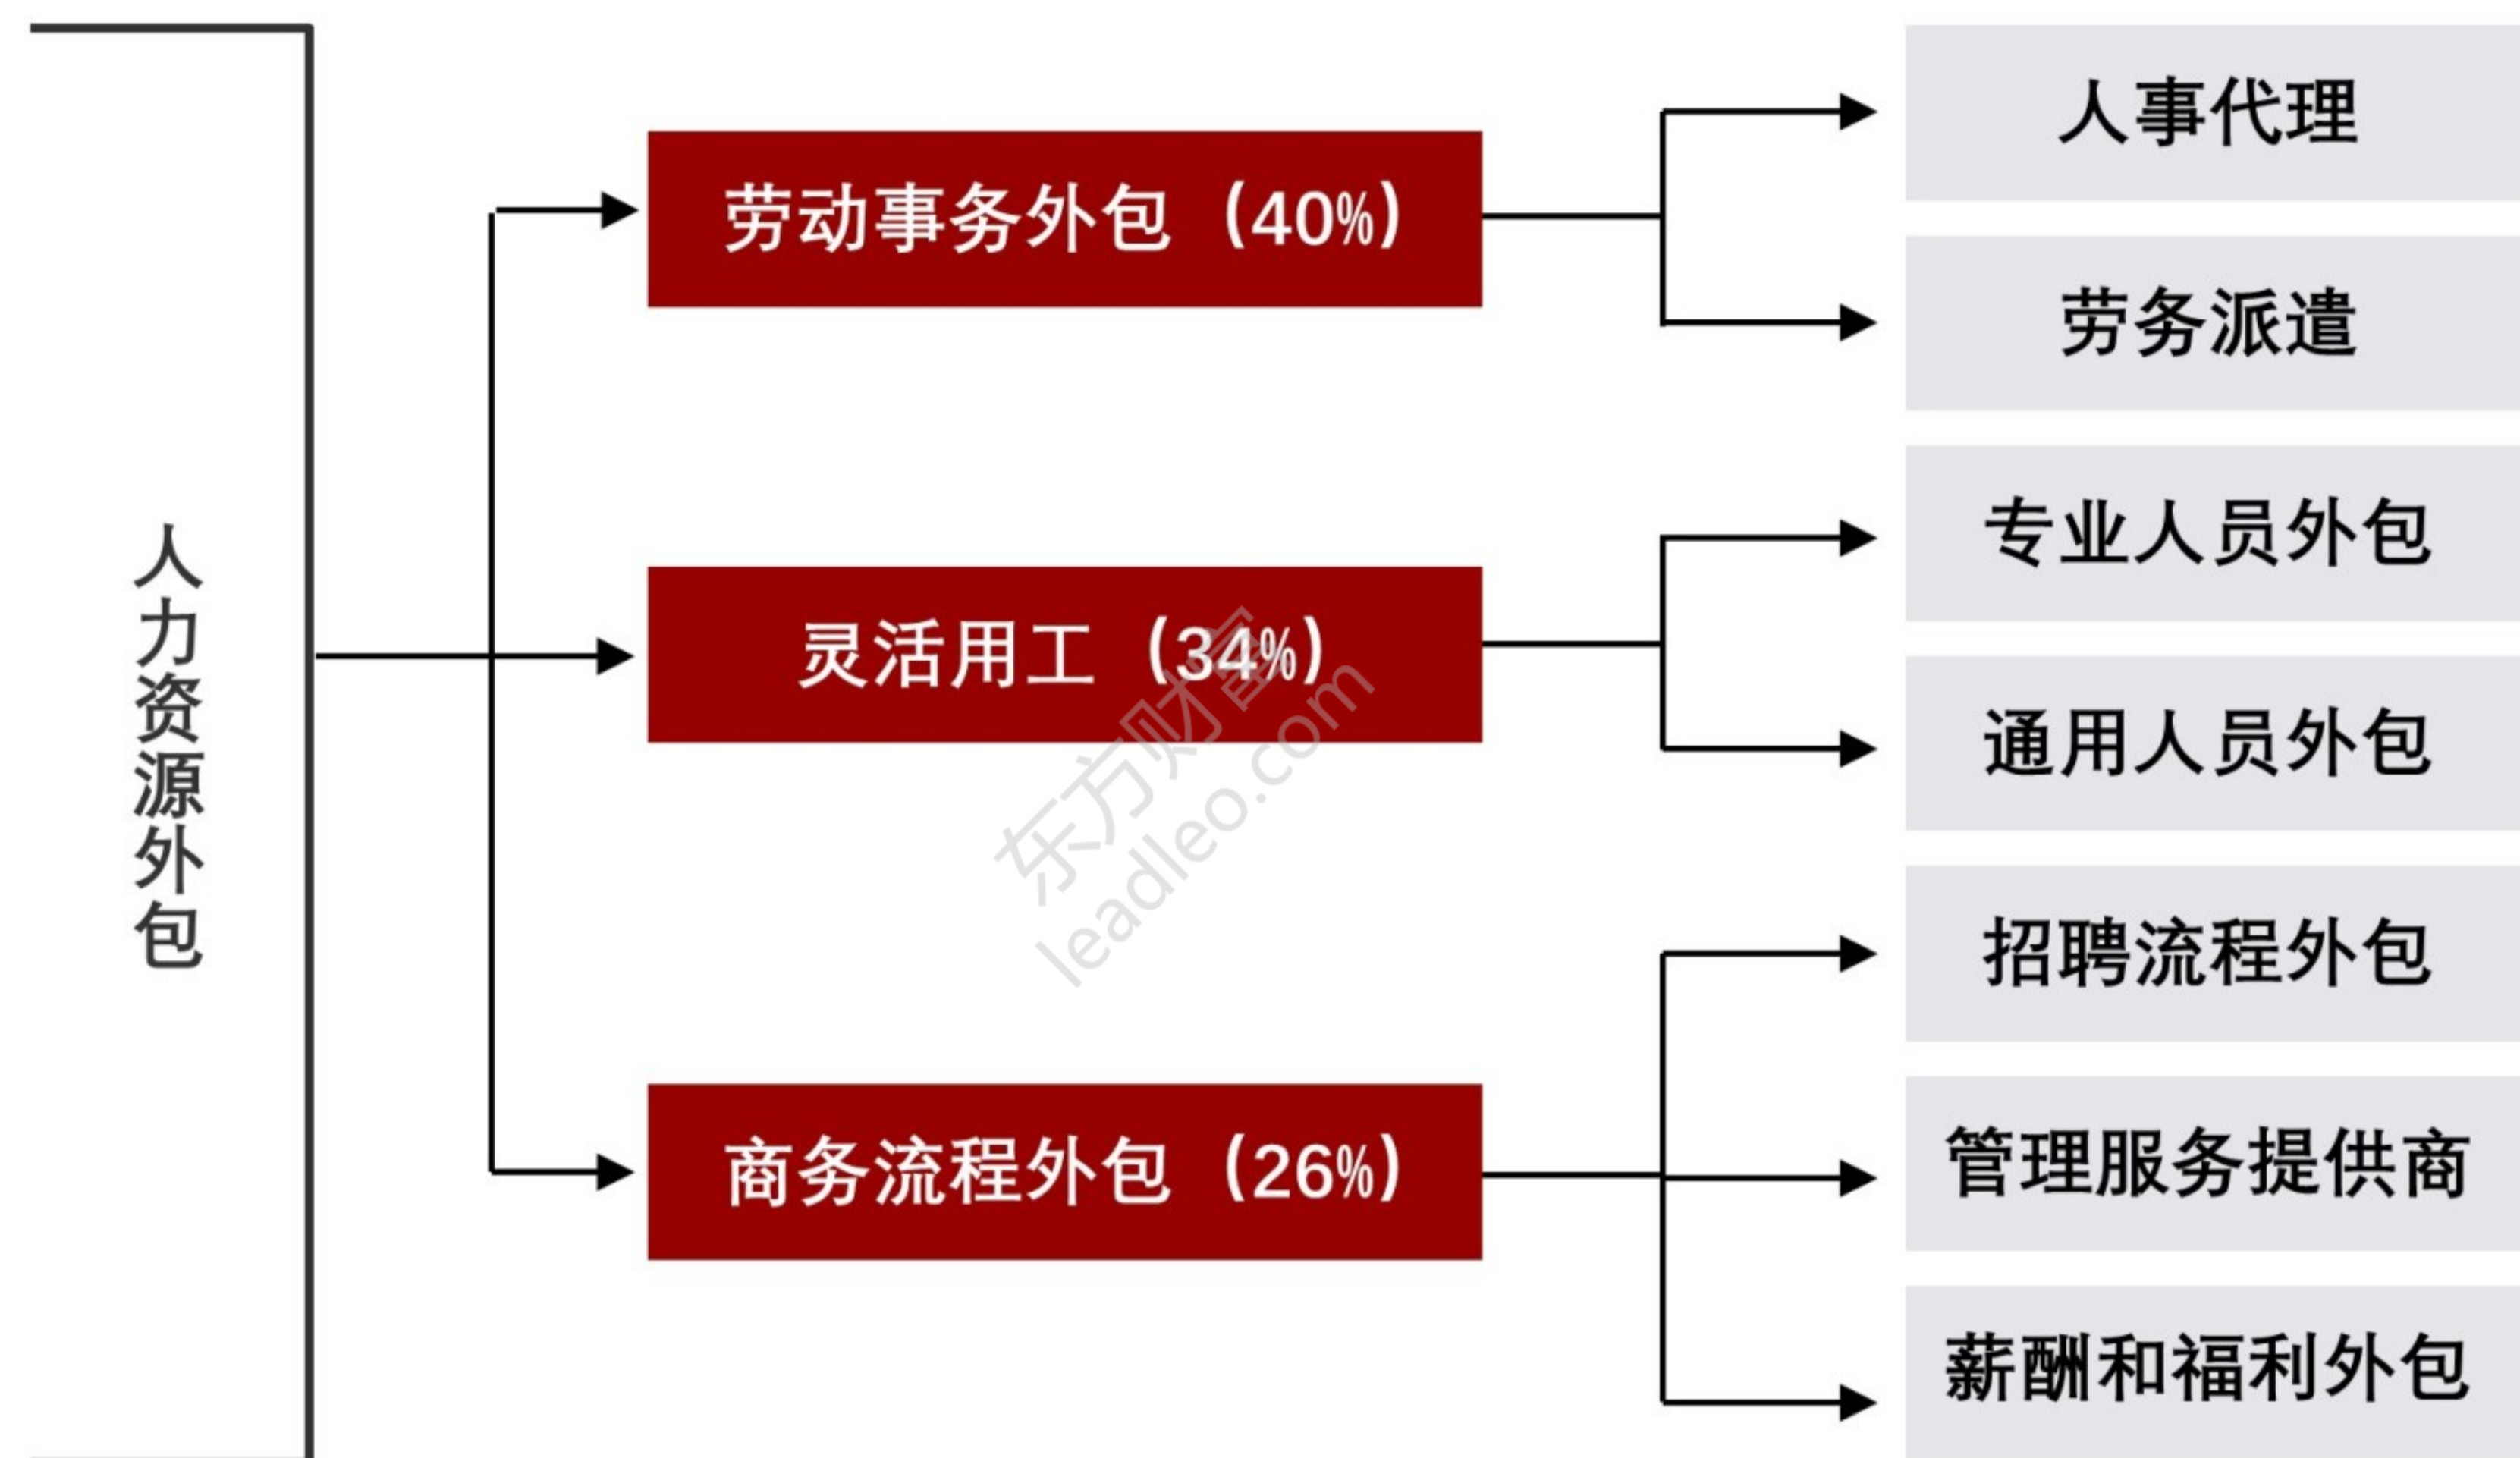 人力资源外包
劳动事务外包（40%）
人事代理
劳务派遣
灵活用工（34%）
专业人员外包
通用人员外包
商务流程外包（26%）
招聘流程外包
管理服务提供商
薪酬和福利外包
东方财富
leadleo.com